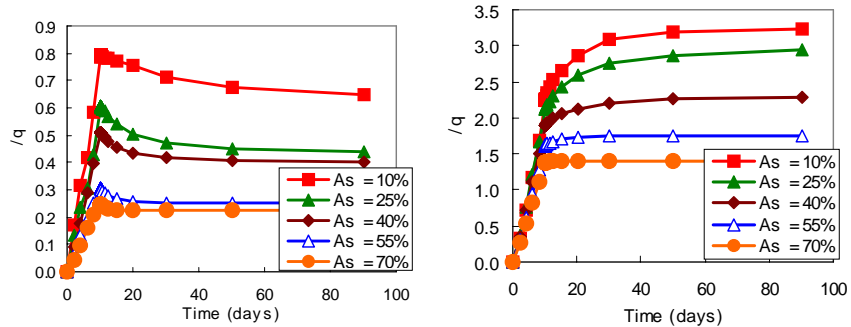 0.9
0.8
0.7
0.6
0.5
0.4
0.3
0.2
0.1
0.0
/q
0 20 40 60 80 100
Time (days)
As = 10%
As = 25%
As = 40%
As = 55%
As = 70%
3.5
3.0
2.5
2.0
1.5
1.0
0.5
0.0
/q
0 20 40 60 80 100
Time (days)
As = 10%
As = 25%
As = 40%
As = 55%
As = 70%